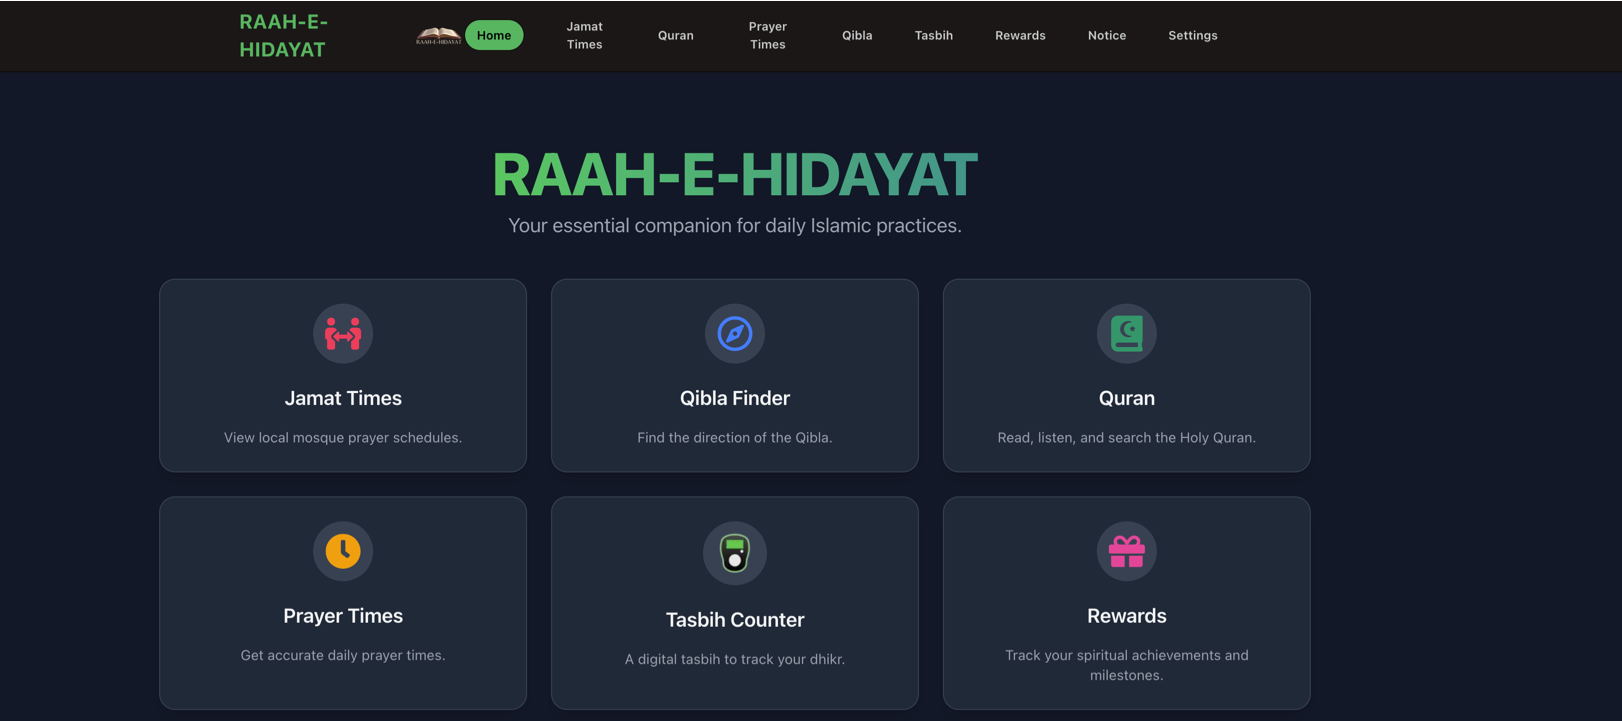 RAAH-E-
HIDAYAT
RAAH-E-HIDAYAT
Home
Jamat
Times
Quran
Prayer
Times
Qibla
Tasbih
Rewards
Notice
Settings
RAAH-E-HIDAYAT
Your essential companion for daily Islamic practices.
Jamat Times
View local mosque prayer schedules.
Qibla Finder
Find the direction of the Qibla.
Quran
Read, listen, and search the Holy Quran.
Prayer Times
Get accurate daily prayer times.
Tasbih Counter
A digital tasbih to track your dhikr.
Rewards
Track your spiritual achievements and
milestones.